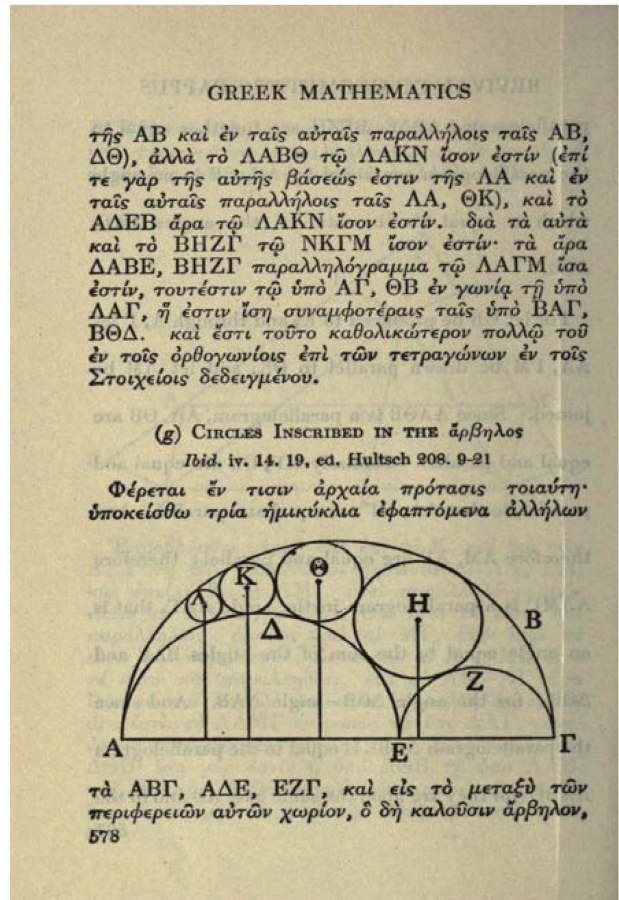 GREEK MATHEMATICS
τῆς ΑΒ καὶ ἐν ταῖς αὐταῖς παραλλήλοις ταῖς ΑΒ,
ΔΘ), ἀλλὰ τὸ ΛΑΒΘ τῷ ΛΑΚΝ ἴσον ἐστίν (ἐπί
τε γὰρ τῆς αὐτῆς βάσεώς ἐστιν τῆς ΛΑ καὶ ἐν
ταῖς αὐταῖς παραλλήλοις ταῖς ΛΑ, ΘΚ), καὶ τὸ
ΑΔΕΒ ἄρα τῷ ΛΑΚΝ ἴσον ἐστίν. διὰ τὰ αὐτὰ
καὶ τὸ ΒΗΖΓ τῷ ΝΚΓΜ ἴσον ἐστίν· τὰ ἄρα
ΔΑΒΕ, ΒΗΖΓ παραλληλόγραμμα τῷ ΛΑΓΜ ἴσα
ἐστίν, τουτέστιν τῷ ὑπὸ ΑΓ, ΘΒ ἐν γωνίᾳ τῇ ὑπὸ
ΛΑΓ, ἥ ἐστιν ἴση συναμφοτέραις ταῖς ὑπὸ ΒΑΓ,
ΒΘΔ. καὶ ἔστι τοῦτο καθολικώτερον πολλῷ τοῦ
ἐν τοῖς ὀρθογωνίοις ἐπὶ τῶν τετραγώνων ἐν τοῖς
Στοιχείοις δεδειγμένου.
(g) CIRCLES INSCRIBED IN THE ἄρβηλος
Ibid. iv. 14. 19, ed. Hultsch 208. 9-21
Φέρεται ἔν τισιν ἀρχαία πρότασις τοιαύτη·
ὑποκείσθω τρία ἡμικύκλια ἐφαπτόμενα ἀλλήλων
Λ Κ Θ Η
Δ Β
Ζ
Α Ε Γ
τὰ ΑΒΓ, ΑΔΕ, ΕΖΓ, καὶ εἰς τὸ μεταξὺ τῶν
περιφερειῶν αὐτῶν χωρίον, ὃ δὴ καλοῦσιν ἄρβηλον,
578